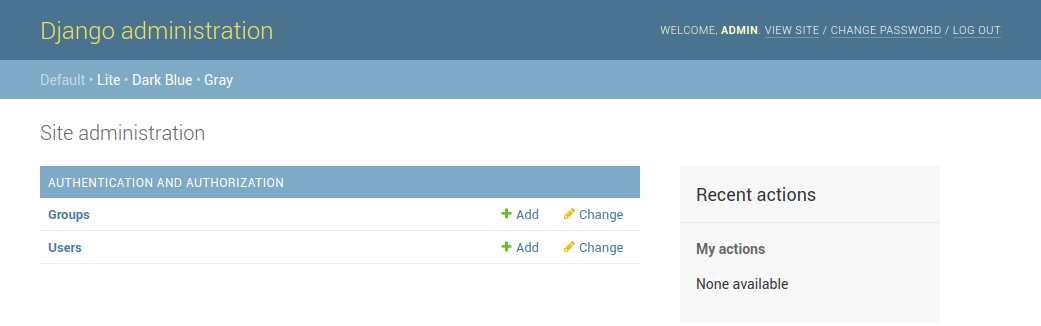 Django administration
WELCOME, ADMIN. VIEW SITE / CHANGE PASSWORD / LOG OUT
Default • Lite • Dark Blue • Gray
Site administration
AUTHENTICATION AND AUTHORIZATION
Groups Add Change
Users Add Change
Recent actions
My actions
None available